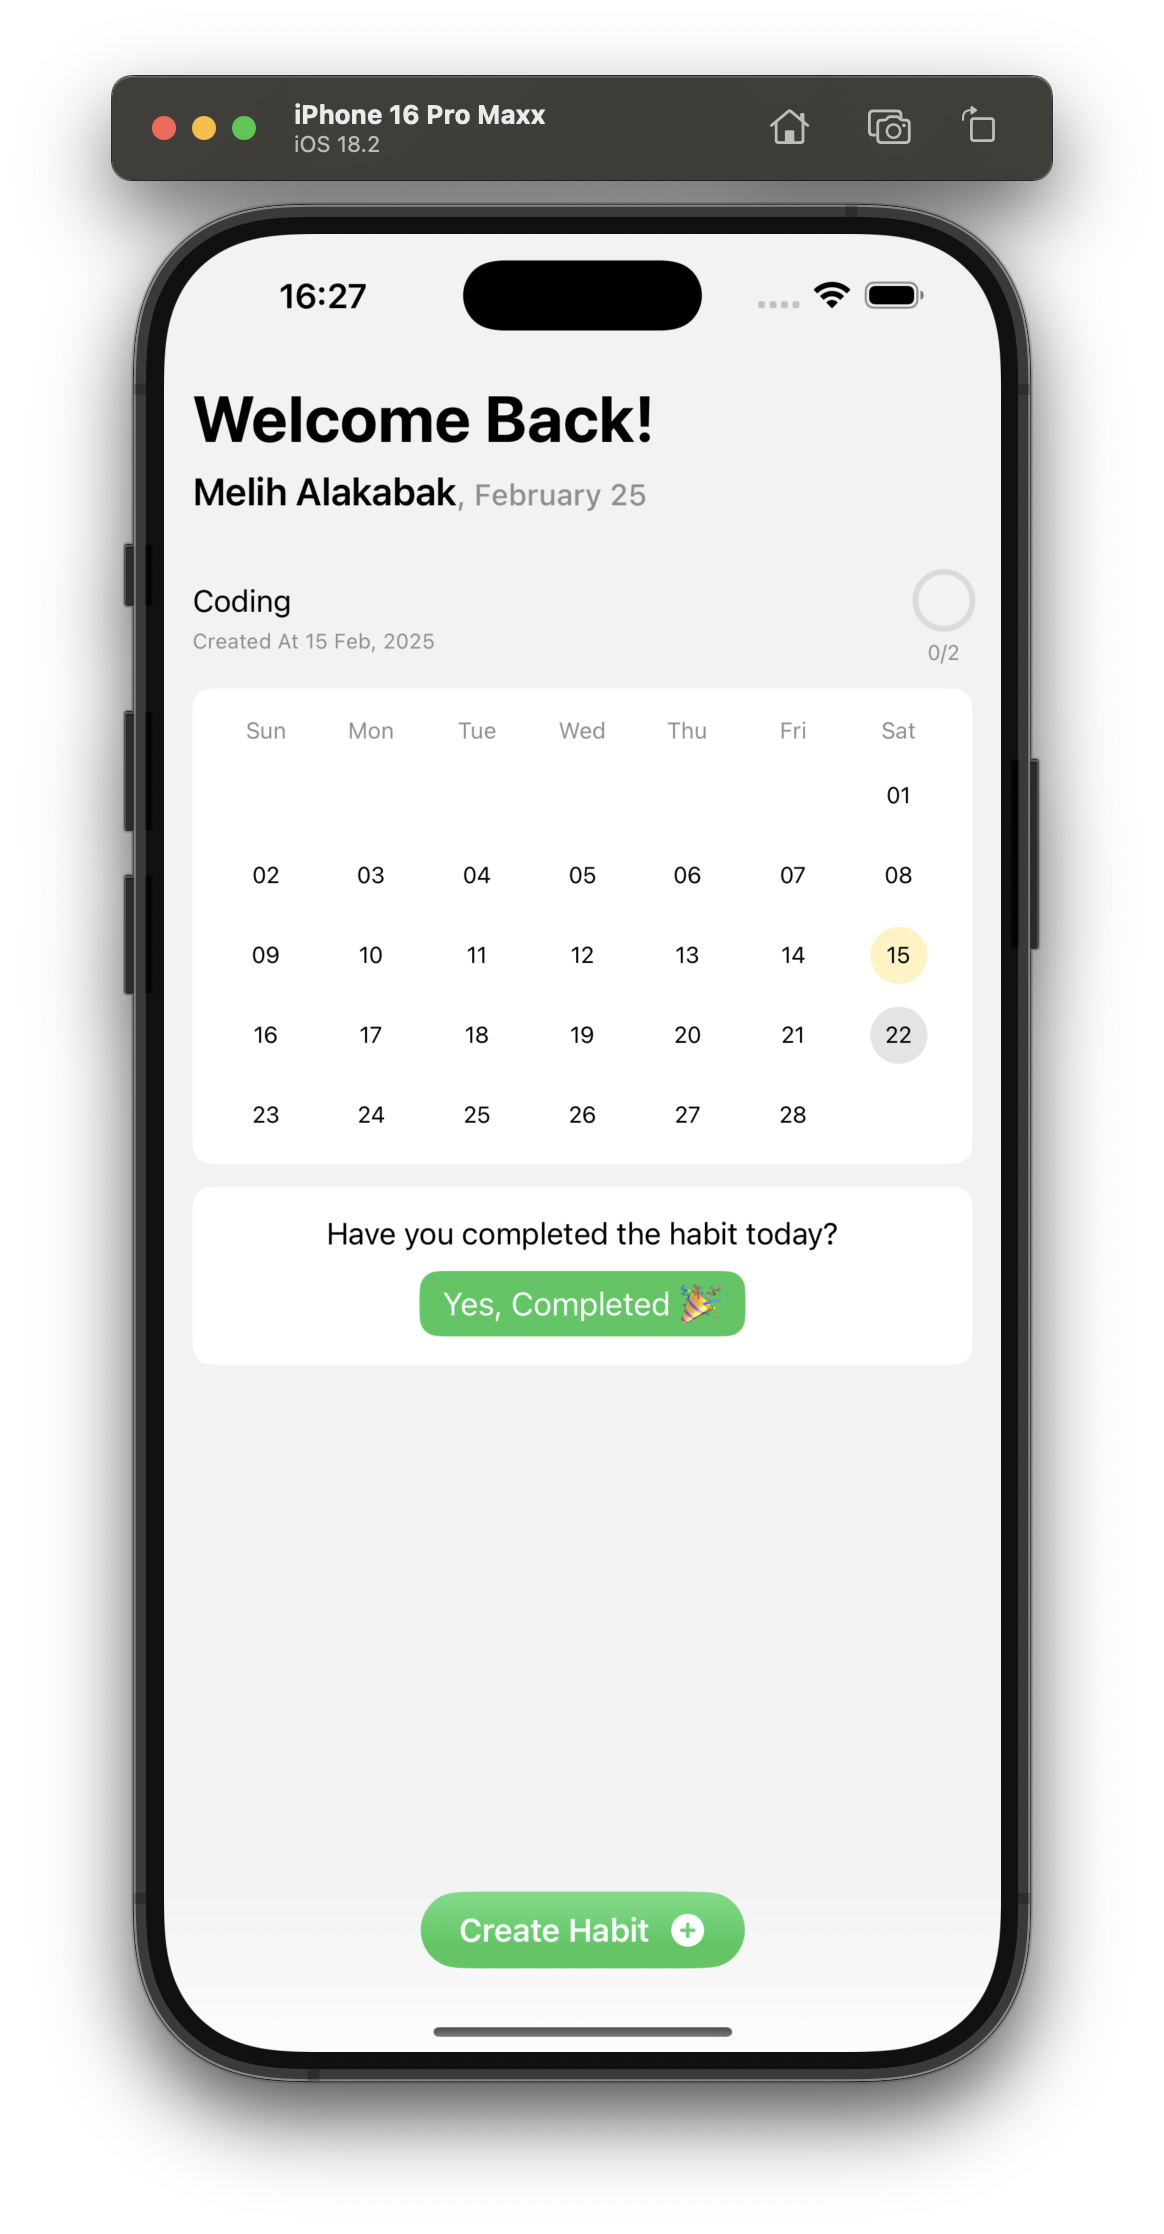 iPhone 16 Pro Maxx
iOS 18.2
16:27
Welcome Back!
Melih Alakabak, February 25
Coding
Created At 15 Feb, 2025
0/2
Sun Mon Tue Wed Thu Fri Sat
01
02 03 04 05 06 07 08
09 10 11 12 13 14 15
16 17 18 19 20 21 22
23 24 25 26 27 28
Have you completed the habit today?
Yes, Completed 🎉
Create Habit